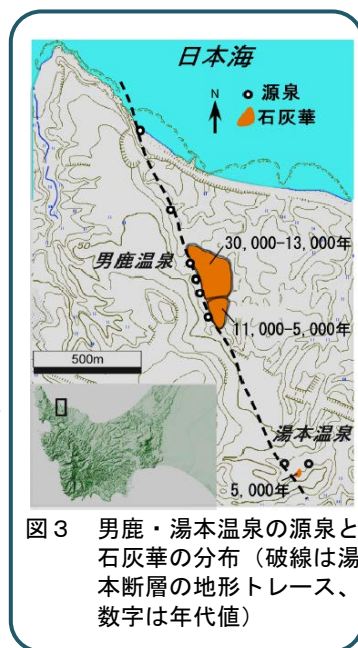 日本海
N
源泉
石灰華
30,000-13,000年
男鹿温泉
11,000-5,000年
500m
湯本温泉
5,000年
図３　男鹿・湯本温泉の源泉と
石灰華の分布（破線は湯
本断層の地形トレース、
数字は年代値）